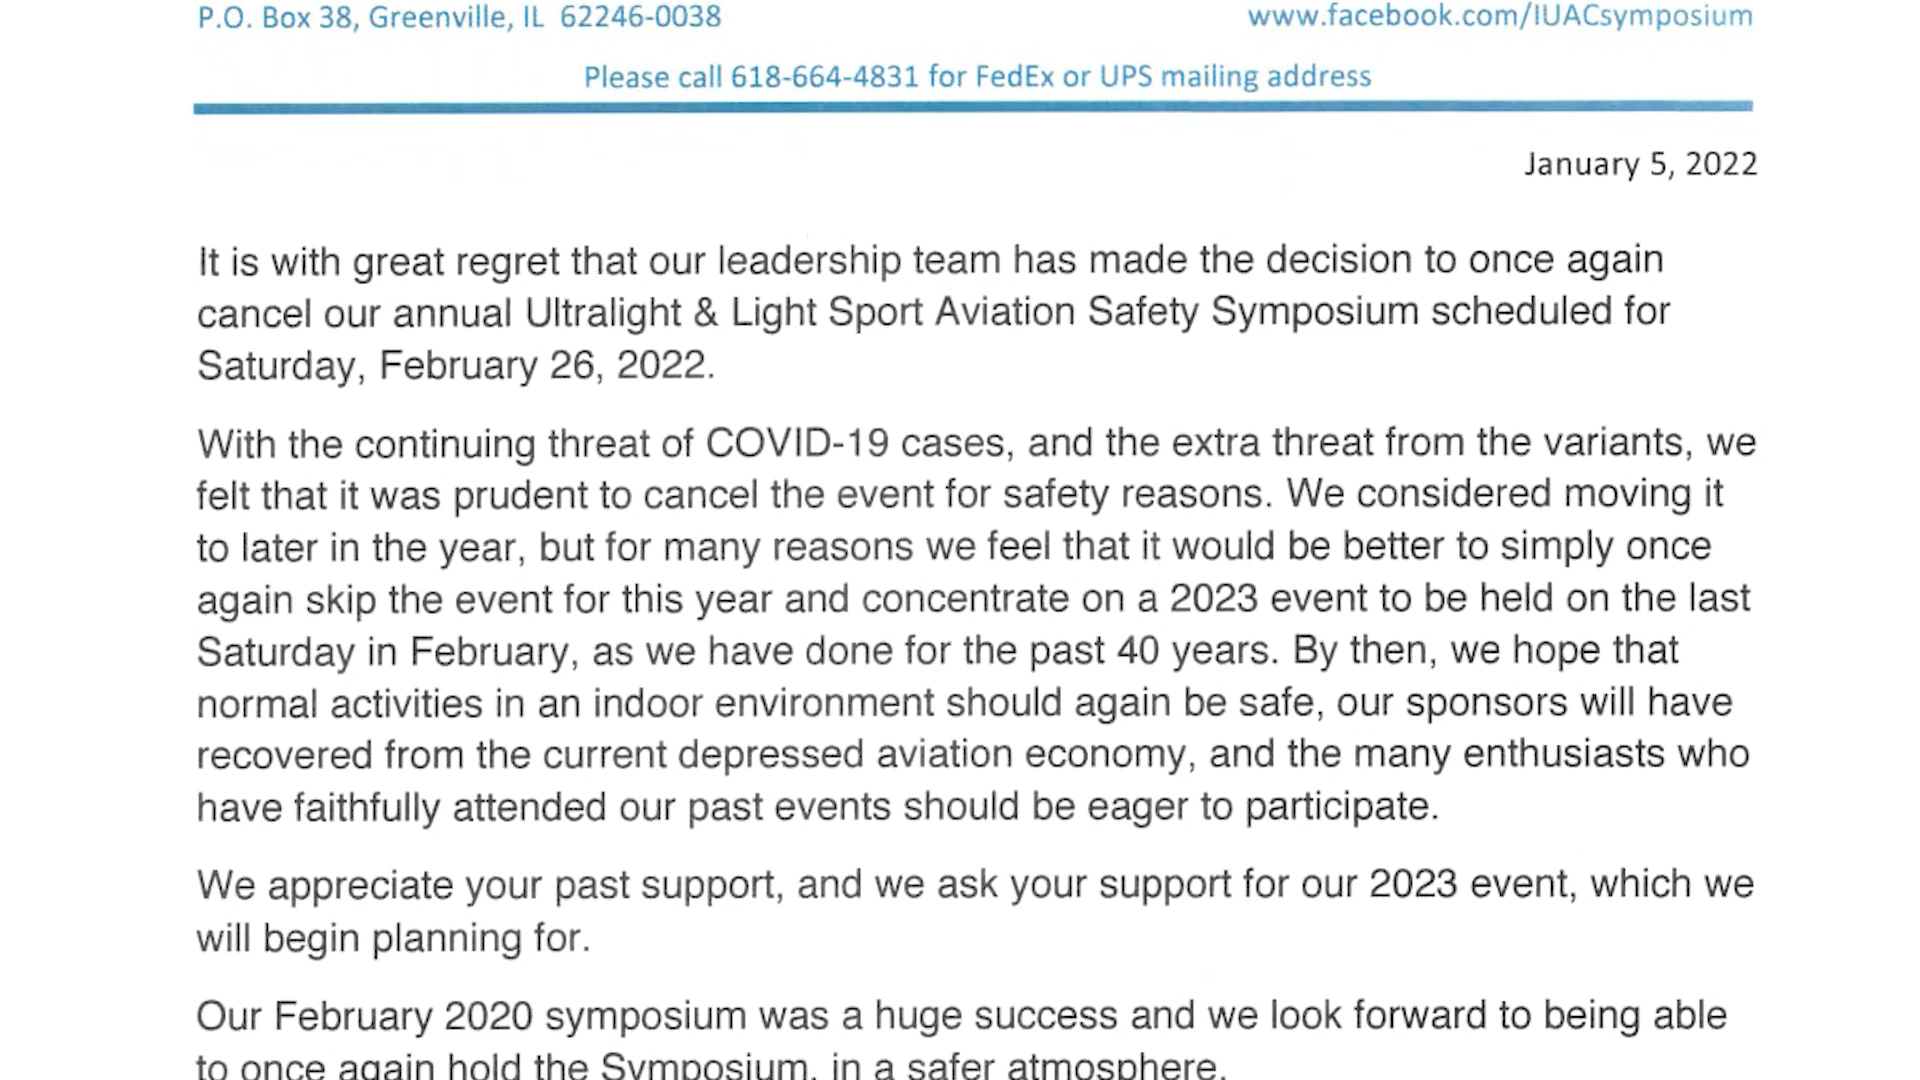 P.O. Box 38, Greenville, IL 62246-0038
www.facebook.com/IUACsymposium
Please call 618-664-4831 for FedEx or UPS mailing address
January 5, 2022
It is with great regret that our leadership team has made the decision to once again
cancel our annual Ultralight & Light Sport Aviation Safety Symposium scheduled for
Saturday, February 26, 2022.
With the continuing threat of COVID-19 cases, and the extra threat from the variants, we
felt that it was prudent to cancel the event for safety reasons. We considered moving it
to later in the year, but for many reasons we feel that it would be better to simply once
again skip the event for this year and concentrate on a 2023 event to be held on the last
Saturday in February, as we have done for the past 40 years. By then, we hope that
normal activities in an indoor environment should again be safe, our sponsors will have
recovered from the current depressed aviation economy, and the many enthusiasts who
have faithfully attended our past events should be eager to participate.
We appreciate your past support, and we ask your support for our 2023 event, which we
will begin planning for.
Our February 2020 symposium was a huge success and we look forward to being able
to once again hold the Symposium, in a safer atmosphere.